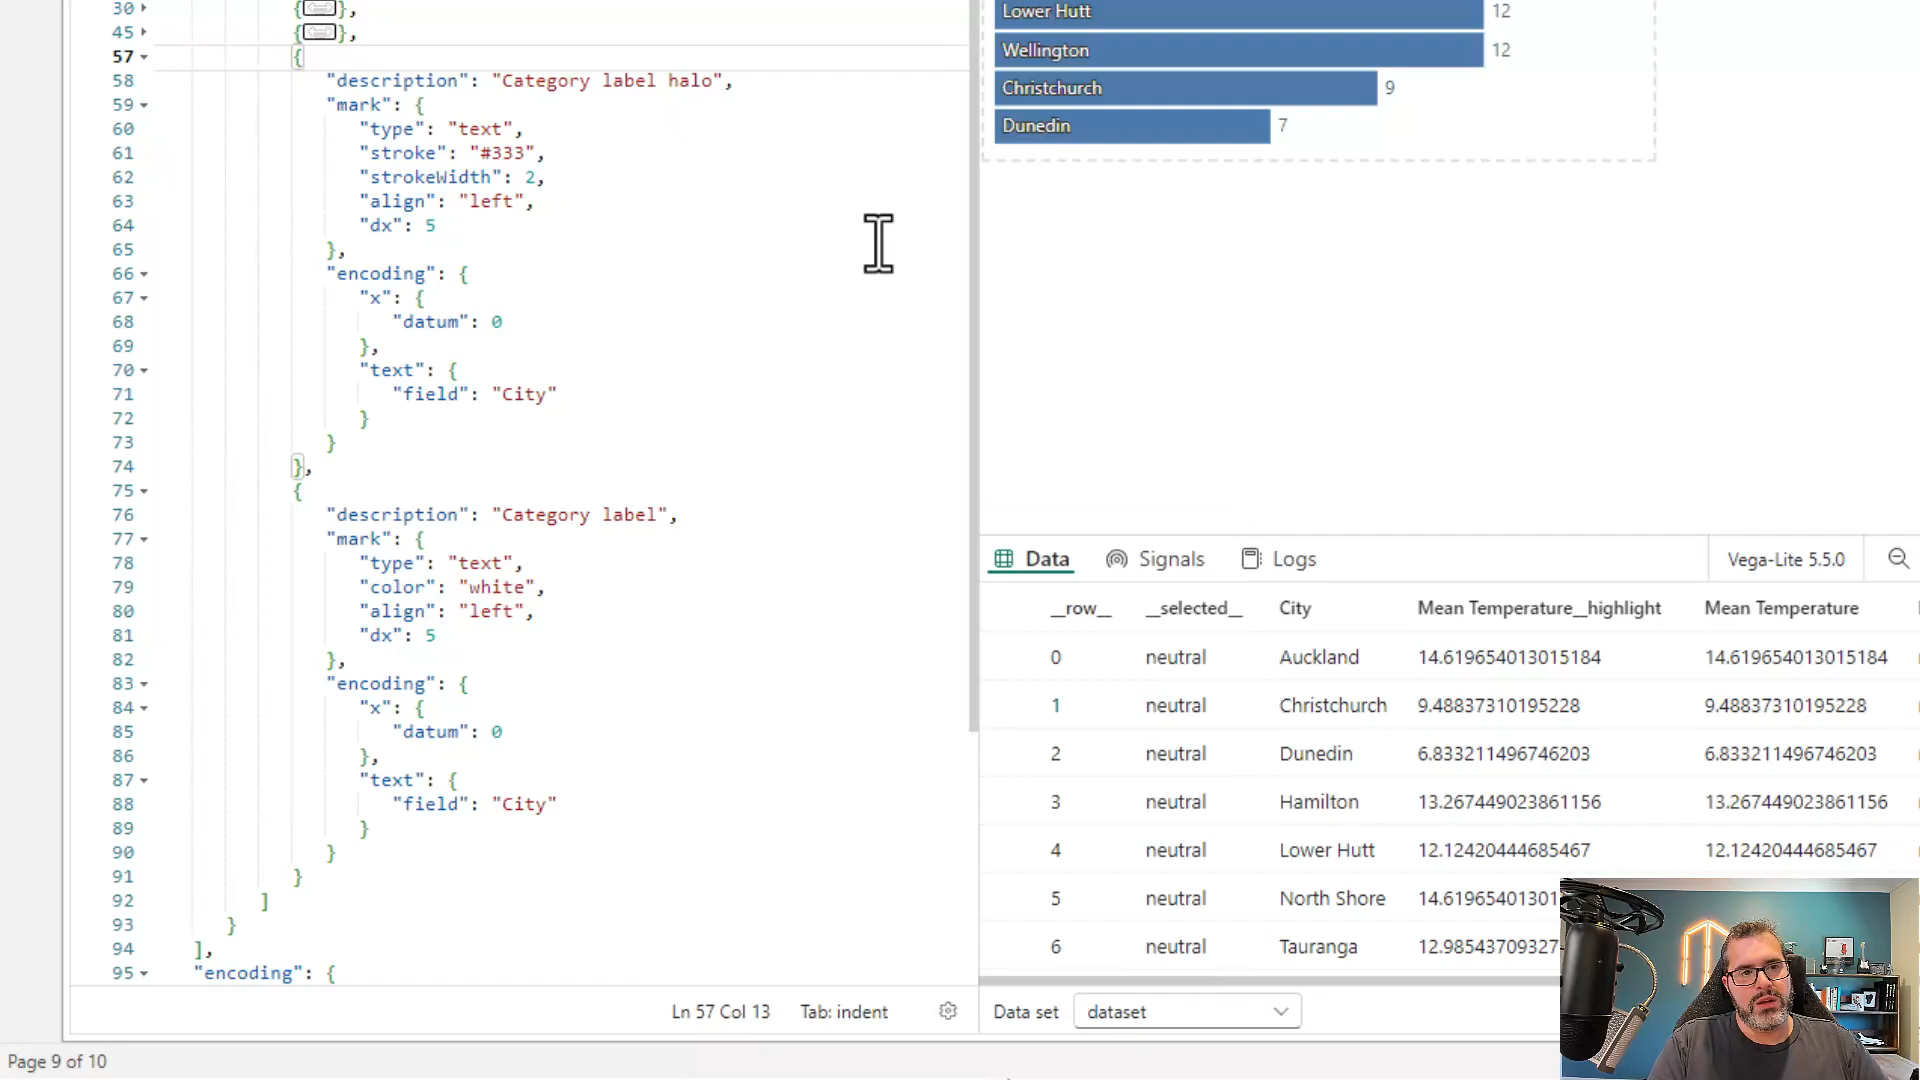 30 {},
45 {},
57 {
58 "description": "Category label halo",
59 "mark": {
60 "type": "text",
61 "stroke": "#333",
62 "strokeWidth": 2,
63 "align": "left",
64 "dx": 5
65 },
66 "encoding": {
67 "x": {
68 "datum": 0
69 },
70 "text": {
71 "field": "City"
72 }
73 }
74 },
75 {
76 "description": "Category label",
77 "mark": {
78 "type": "text",
79 "color": "white",
80 "align": "left",
81 "dx": 5
82 },
83 "encoding": {
84 "x": {
85 "datum": 0
86 },
87 "text": {
88 "field": "City"
89 }
90 }
91 }
92 ]
93 }
94 ],
95 "encoding": {
Ln 57 Col 13 Tab: indent
Page 9 of 10
Lower Hutt 12
Wellington 12
Christchurch 9
Dunedin 7
Data Signals Logs Vega-Lite 5.5.0
__row__ __selected__ City Mean Temperature__highlight Mean Temperature
0 neutral Auckland 14.619654013015184 14.619654013015184
1 neutral Christchurch 9.48837310195228 9.48837310195228
2 neutral Dunedin 6.833211496746203 6.833211496746203
3 neutral Hamilton 13.267449023861156 13.267449023861156
4 neutral Lower Hutt 12.12420444685467 12.12420444685467
5 neutral North Shore 14.61965401301
6 neutral Tauranga 12.98543709327
Data set dataset